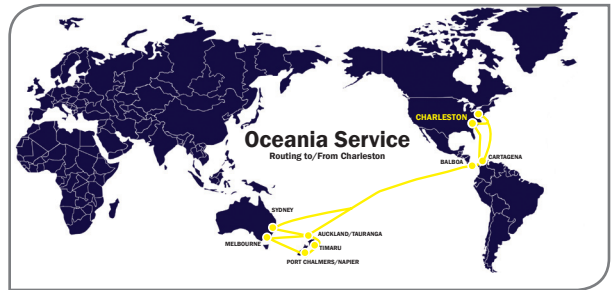 CHARLESTON
Oceania Service
Routing to/From Charleston
BALBOA
CARTAGENA
SYDNEY
AUCKLAND/TAURANGA
MELBOURNE
TIMARU
PORT CHALMERS/NAPIER